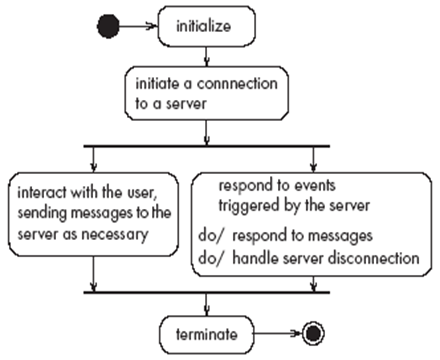 initialize
initiate a connnection
to a server
interact with the user,
sending messages to the
server as necessary
respond to events
triggered by the server
do/ respond to messages
do/ handle server disconnection
terminate